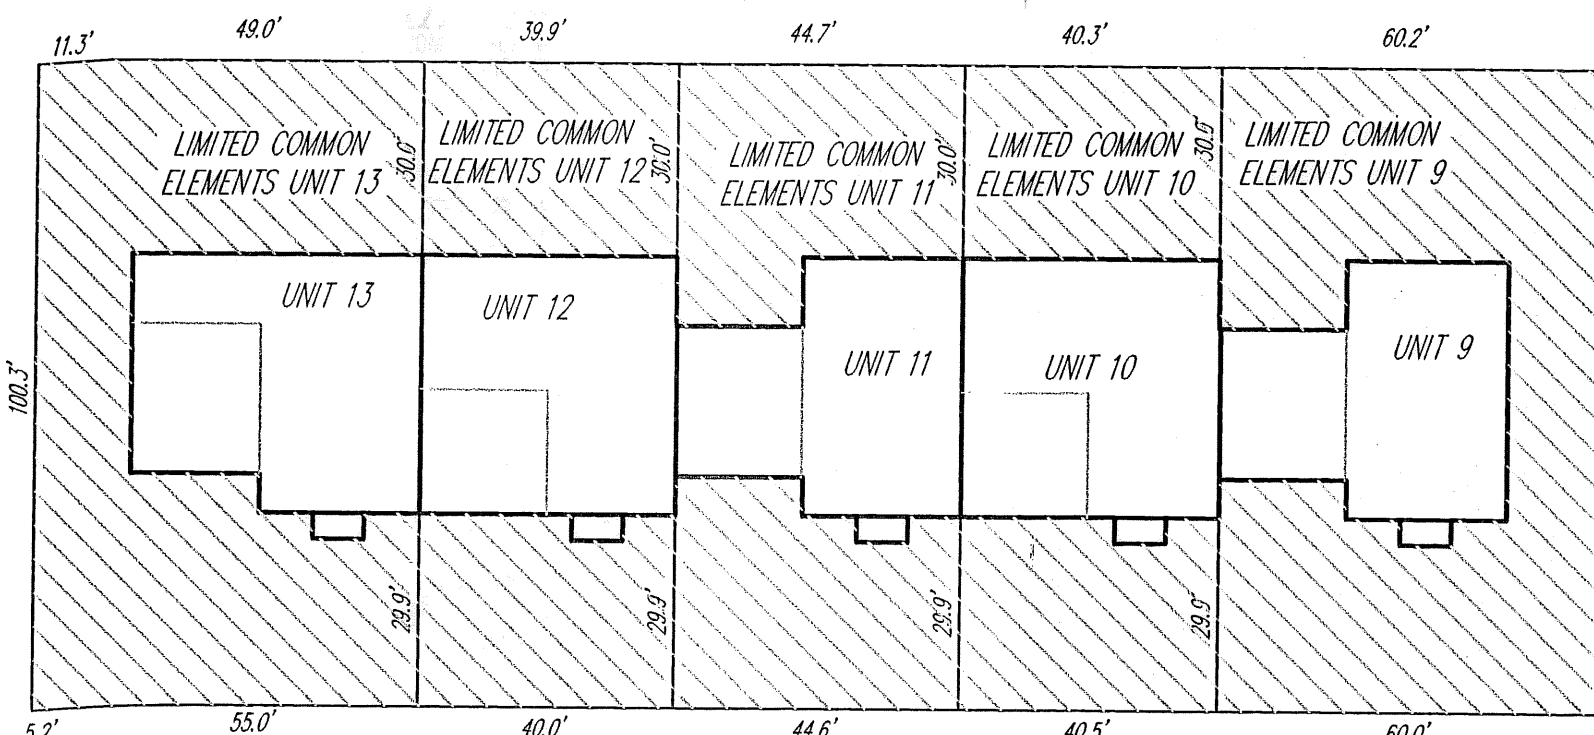 11.3' 49.0' 39.9' 44.7' 40.3' 60.2'
LIMITED COMMON
ELEMENTS UNIT 13
30.0'
LIMITED COMMON
ELEMENTS UNIT 12
30.0'
LIMITED COMMON
ELEMENTS UNIT 11
30.0'
LIMITED COMMON
ELEMENTS UNIT 10
30.0'
LIMITED COMMON
ELEMENTS UNIT 9
UNIT 13
UNIT 12
UNIT 11
UNIT 10
UNIT 9
100.3'
29.9'
29.9'
29.9'
29.9'
5.2' 55.0' 40.0' 44.6' 40.5' 60.0'